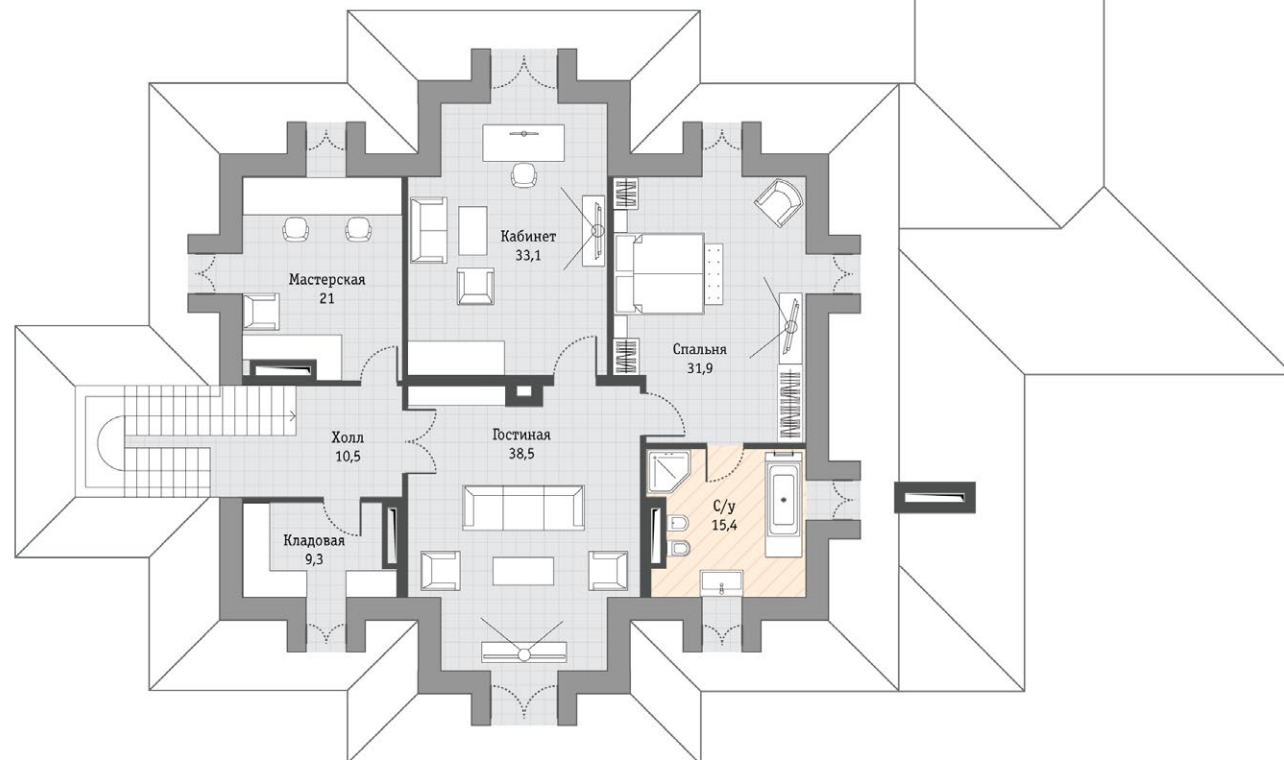 Кабинет
33,1
Мастерская
21
Спальня
31,9
Холл
10,5
Гостиная
38,5
С/у
15,4
Кладовая
9,3